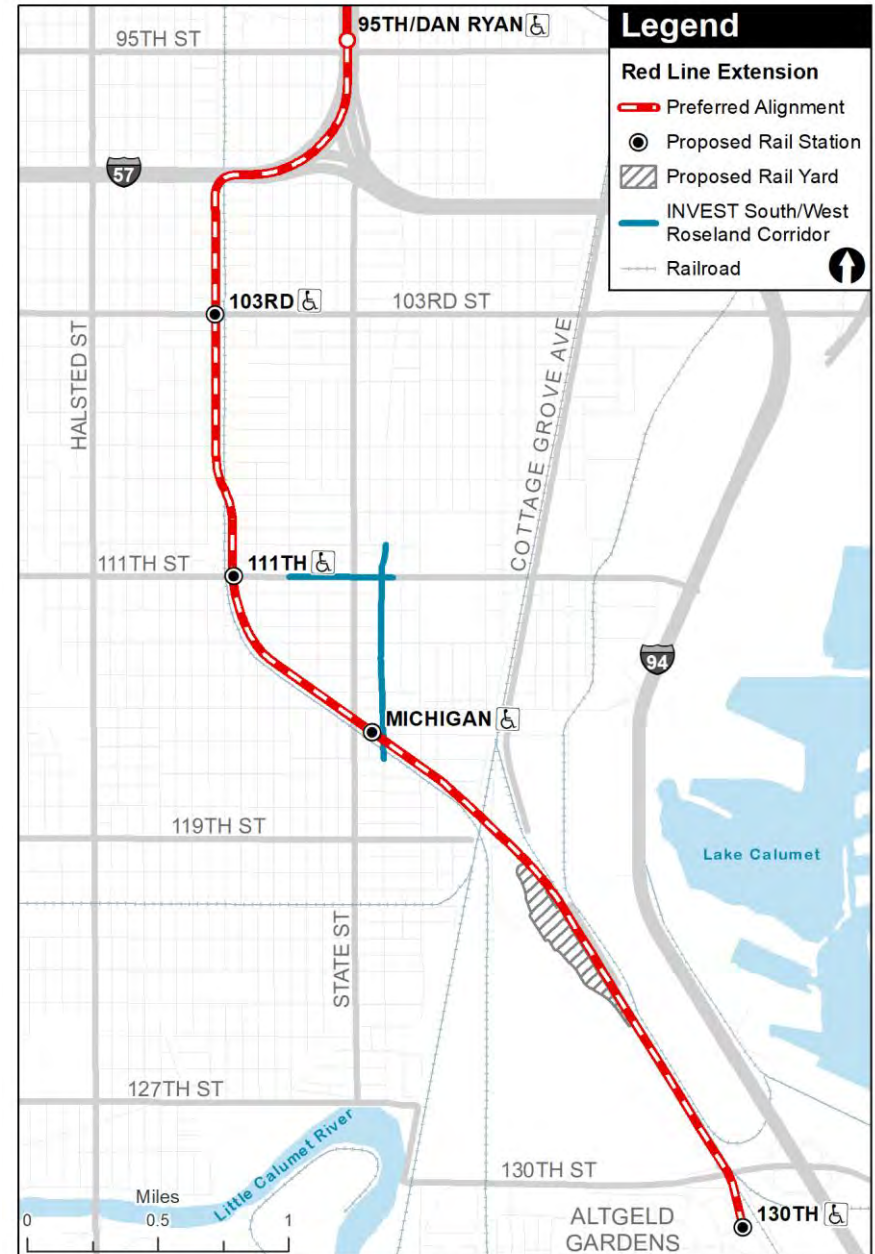 95TH/DAN RYAN
95TH ST
Legend
Red Line Extension
Preferred Alignment
Proposed Rail Station
Proposed Rail Yard
INVEST South/West
Roseland Corridor
Railroad
57
103RD
103RD ST
HALSTED ST
COTTAGE GROVE AVE
111TH ST
111TH
94
MICHIGAN
119TH ST
Lake Calumet
STATE ST
127TH ST
Little Calumet River
130TH ST
Miles
0 0.5 1
ALTGELD
GARDENS
130TH